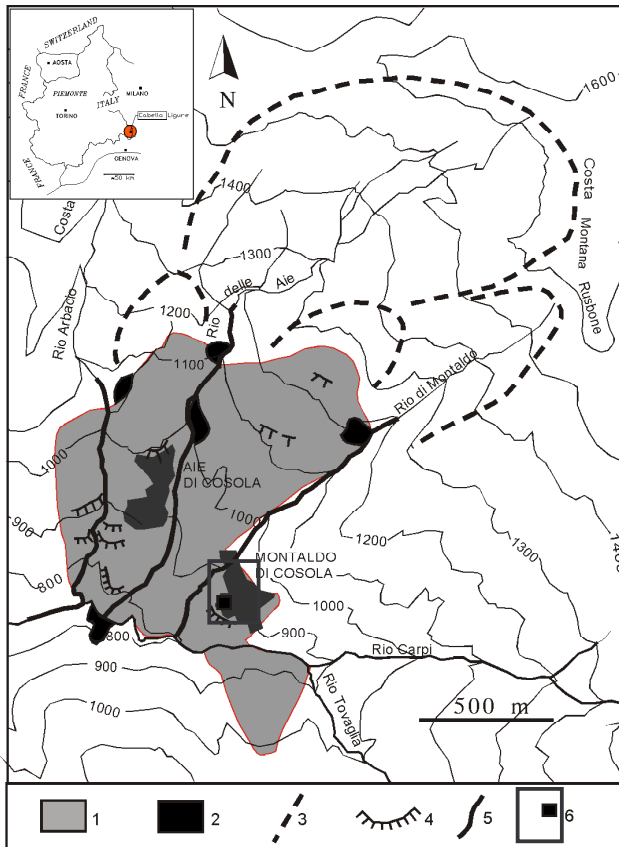 SWITZERLAND
AOSTA
FRANCE
PIEMONTE
MILANO
ITALY
TORINO
Cabella Ligure
GENOVA
50 km
FRANCE
N
1600
Costa
1400
Costa Montana Rusbone
1300
Rio delle Aie
1200
Rio Arbacio
1100
Rio di Montaldo
1000
AIE
DI COSOLA
900
1000
1200
1300
1400
800
MONTALDO
DI COSOLA
1000
900
800
Rio Carpi
900
Rio Tovaglia
1000
500 m
1
2
3
4
5
6